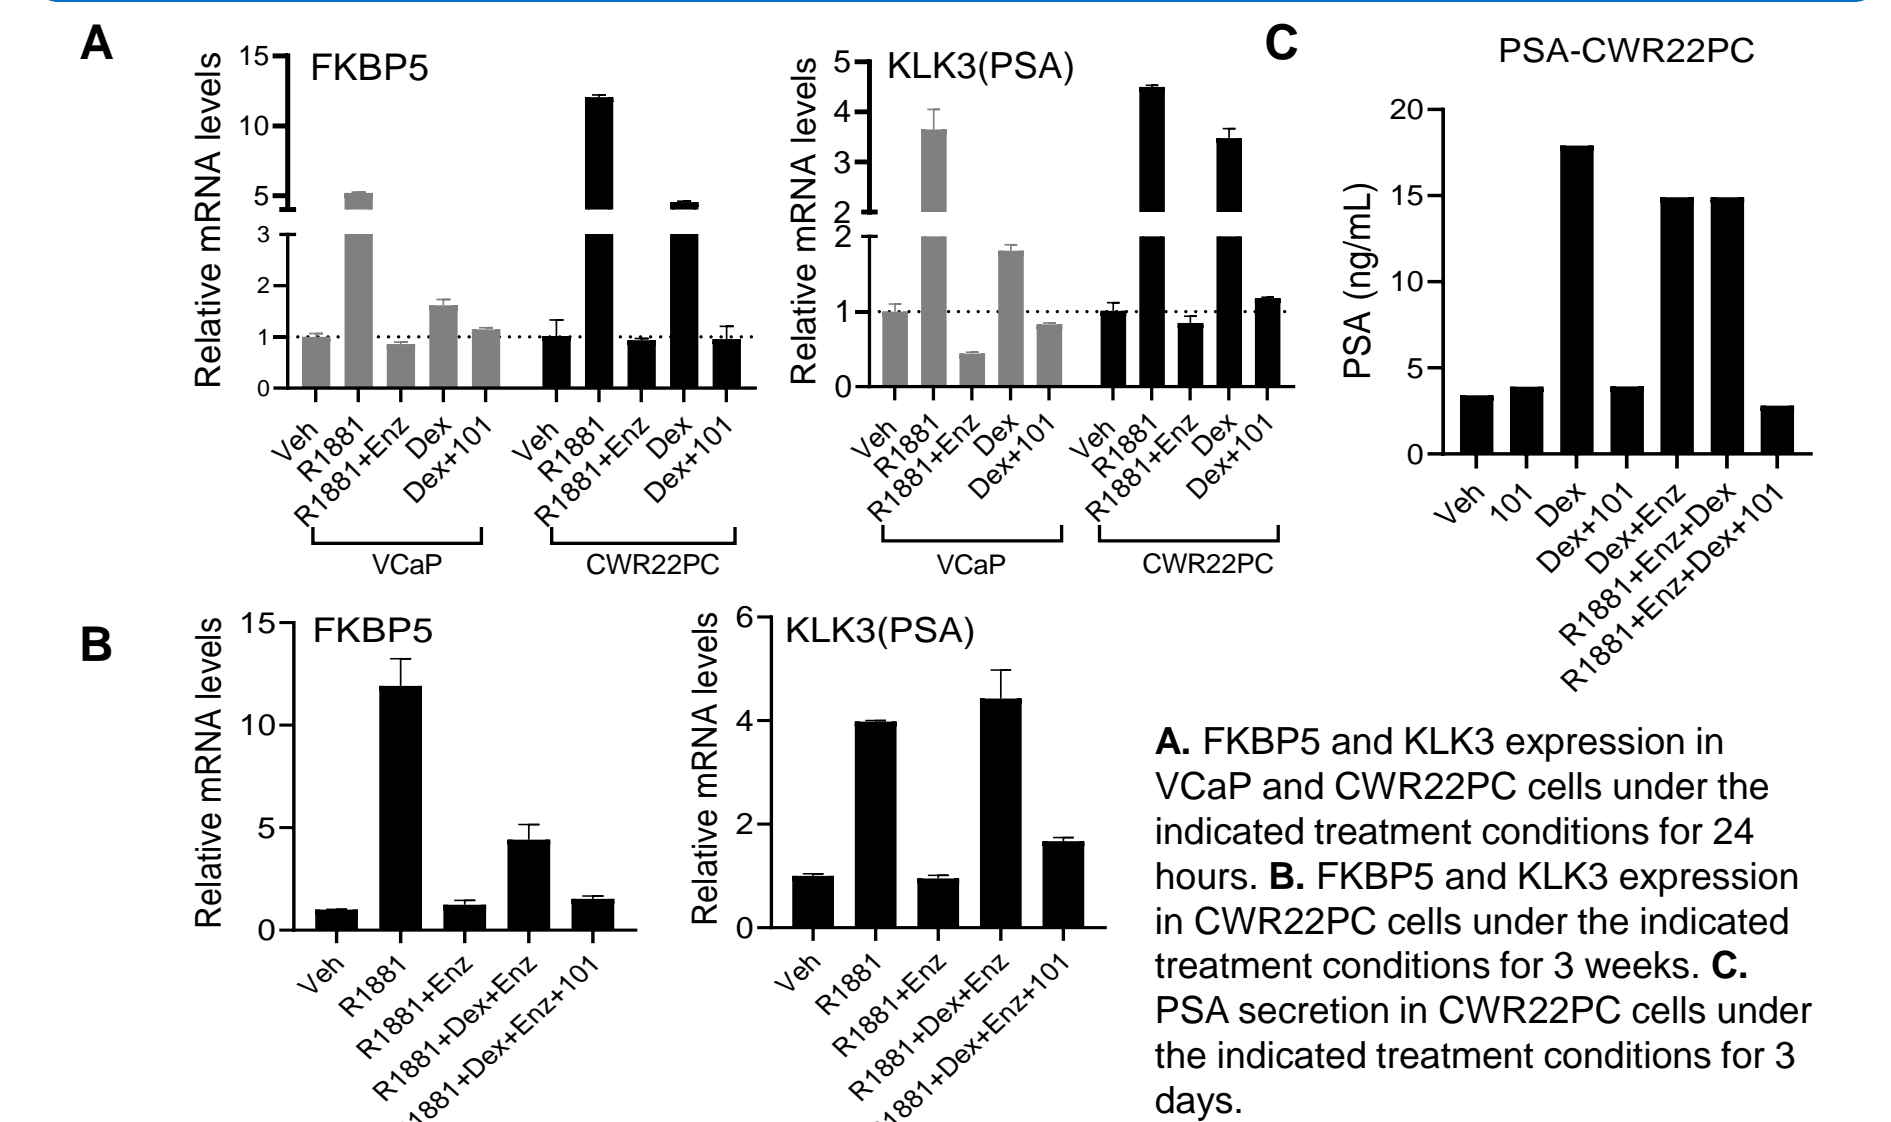 A
FKBP5
Relative mRNA levels
15
10
5
3
2
1
0
Veh
R1881
R1881+Enz
Dex
Dex+101
Veh
R1881
R1881+Enz
Dex
Dex+101
VCaP
CWR22PC
KLK3(PSA)
Relative mRNA levels
5
4
3
2
2
1
0
Veh
R1881
R1881+Enz
Dex
Dex+101
Veh
R1881
R1881+Enz
Dex
Dex+101
VCaP
CWR22PC
C
PSA-CWR22PC
PSA (ng/mL)
20
15
10
5
0
Veh
101
Dex
Dex+101
Dex+Enz
R1881+Enz+Dex
R1881+Enz+Dex+101
B
FKBP5
Relative mRNA levels
15
10
5
0
Veh
R1881
R1881+Enz
R1881+Dex+Enz
1881+Dex+Enz+101
KLK3(PSA)
Relative mRNA levels
6
4
2
0
Veh
R1881
R1881+Enz
R1881+Dex+Enz
1881+Dex+Enz+101
A. FKBP5 and KLK3 expression in
VCaP and CWR22PC cells under the
indicated treatment conditions for 24
hours. B. FKBP5 and KLK3 expression
in CWR22PC cells under the indicated
treatment conditions for 3 weeks. C.
PSA secretion in CWR22PC cells under
the indicated treatment conditions for 3
days.